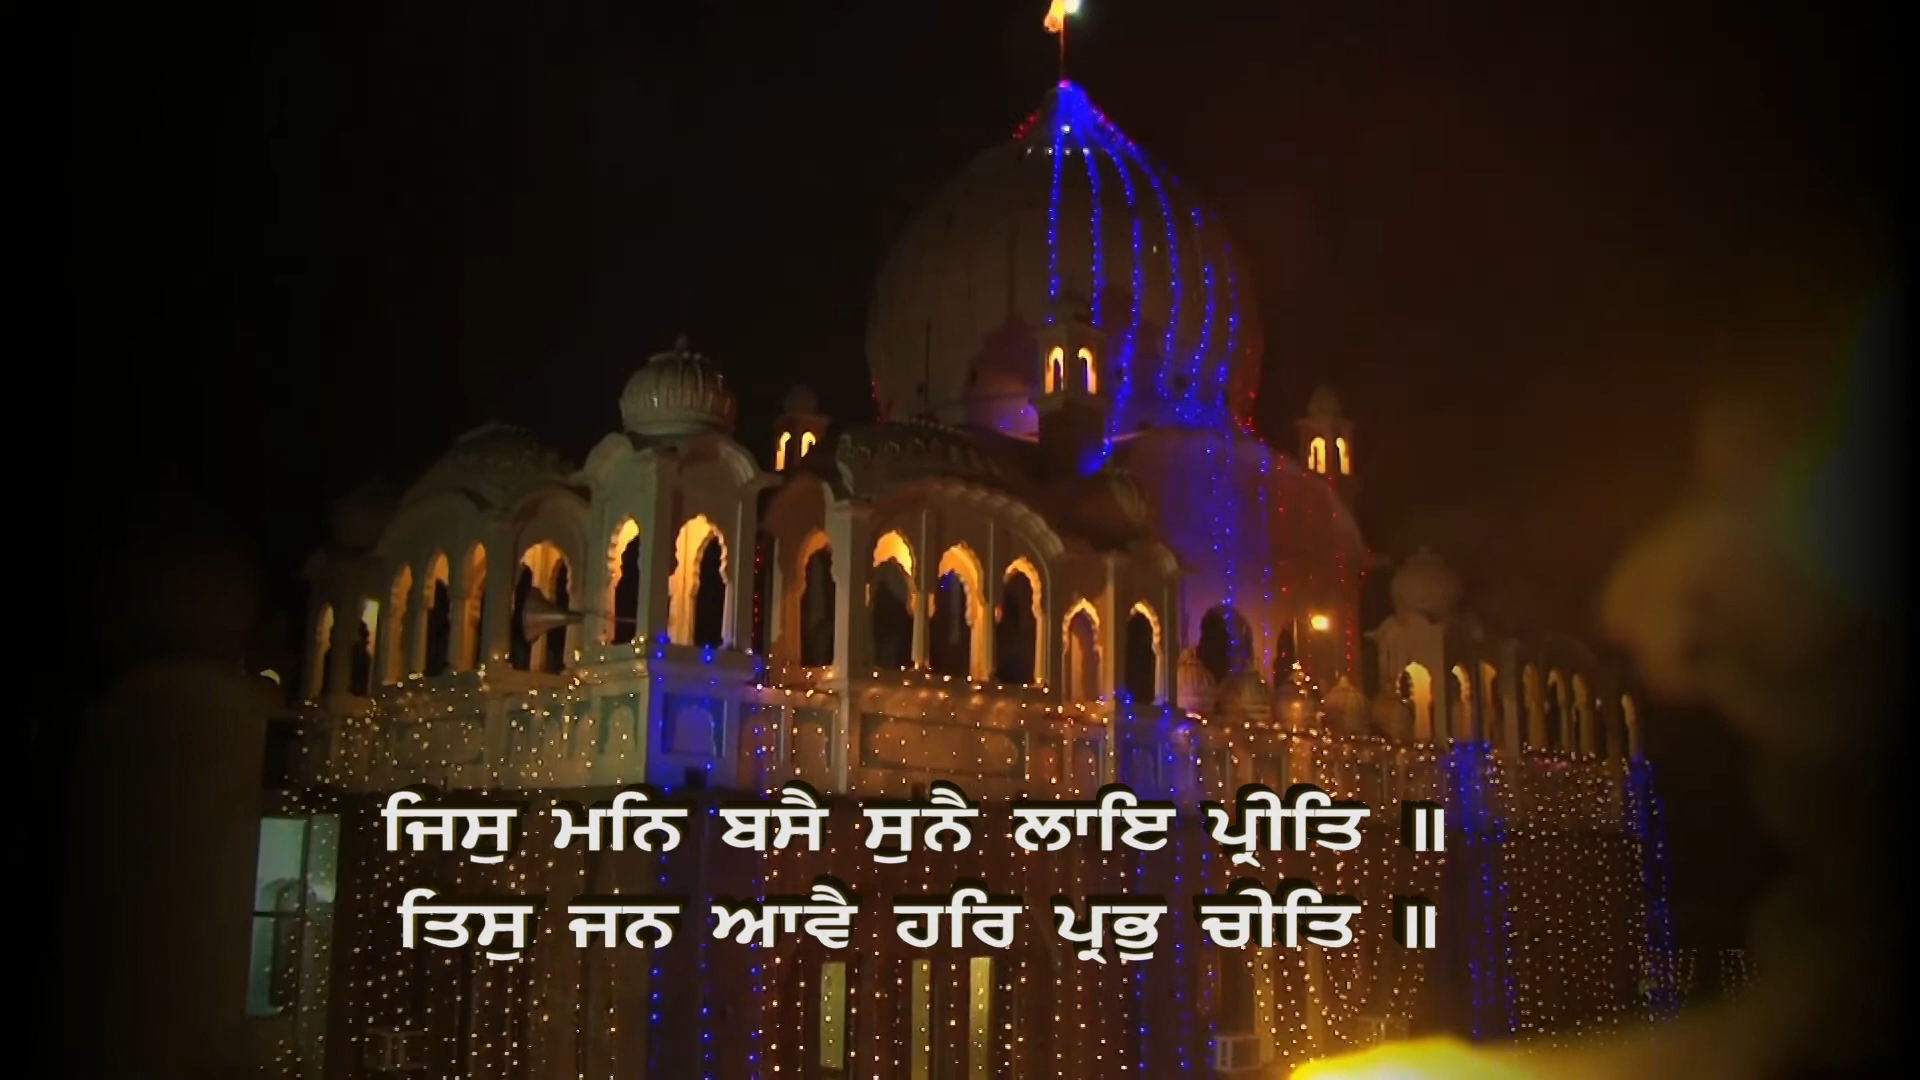 ਜਿਸੁ ਮਨਿ ਬਸੈ ਸੁਨੈ ਲਾਇ ਪ੍ਰੀਤਿ ॥
ਤਿਸੁ ਜਨ ਆਵੈ ਹਰਿ ਪ੍ਰਭੁ ਚੀਤਿ ॥